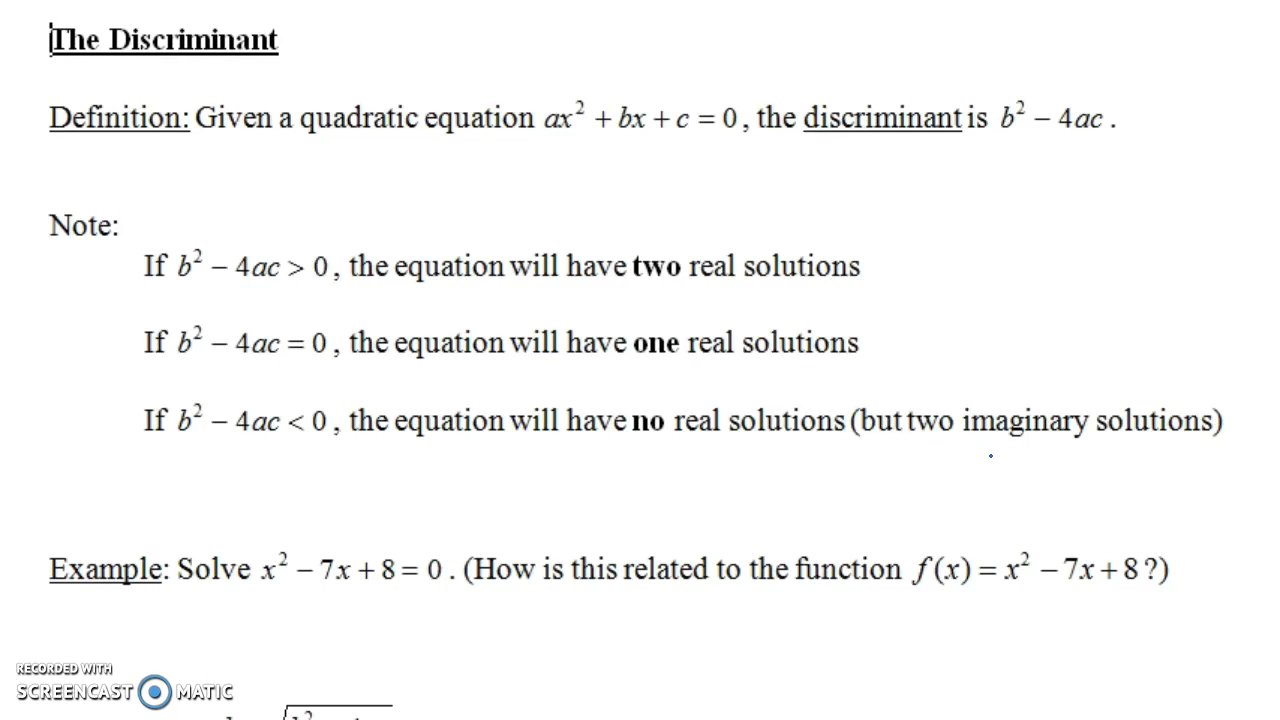 The Discriminant
Definition: Given a quadratic equation ax² + bx + c = 0, the discriminant is b² − 4ac.
Note:
If b² − 4ac > 0, the equation will have two real solutions
If b² − 4ac = 0, the equation will have one real solutions
If b² − 4ac < 0, the equation will have no real solutions (but two imaginary solutions)
Example: Solve x² − 7x + 8 = 0. (How is this related to the function f(x) = x² − 7x + 8?)
RECORDED WITH
SCREENCAST MATIC